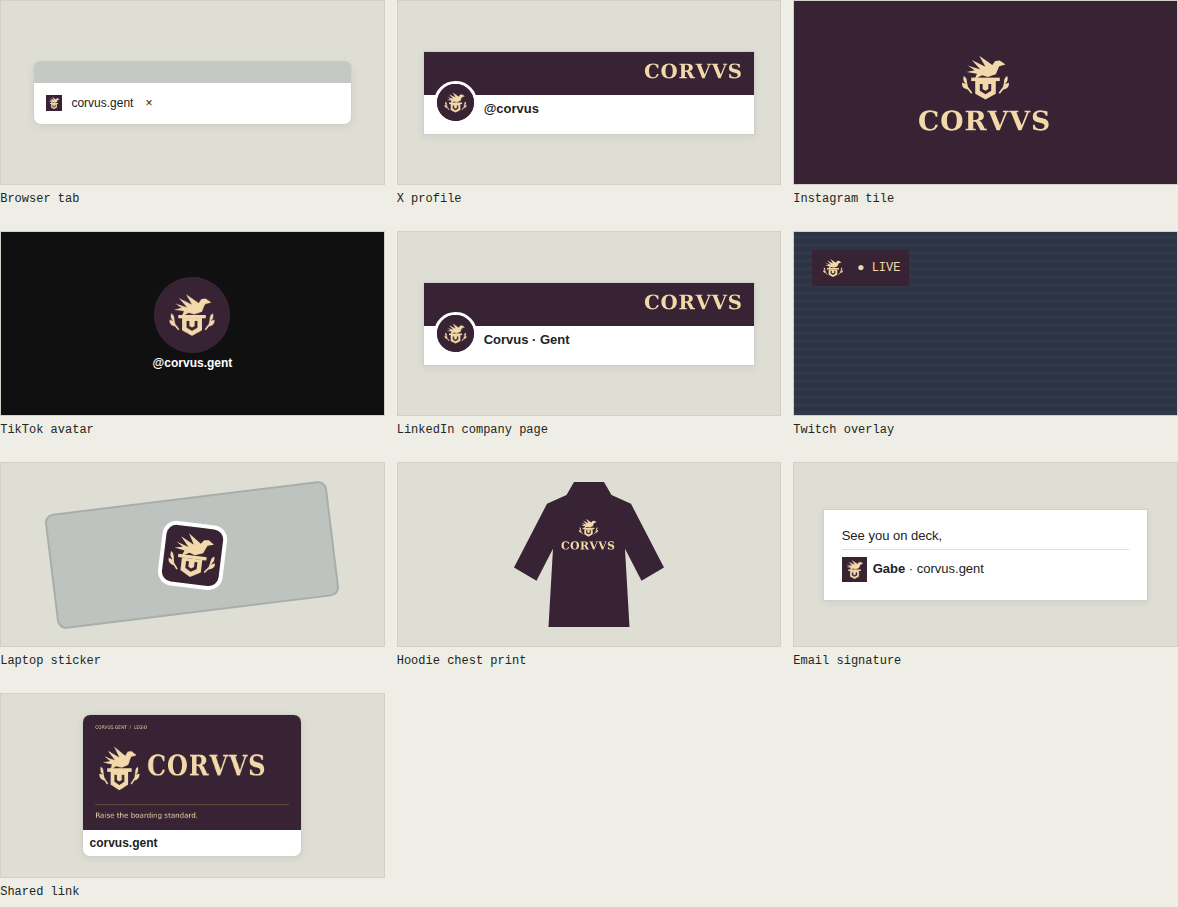 corvus.gent ×
Browser tab
CORVVS
@corvus
X profile
CORVVS
Instagram tile
@corvus.gent
TikTok avatar
CORVVS
Corvus · Gent
LinkedIn company page
● LIVE
Twitch overlay
Laptop sticker
CORVVS
Hoodie chest print
See you on deck,
Gabe · corvus.gent
Email signature
CORVUS.GENT / LEGIO
CORVVS
Raise the boarding standard.
corvus.gent
Shared link